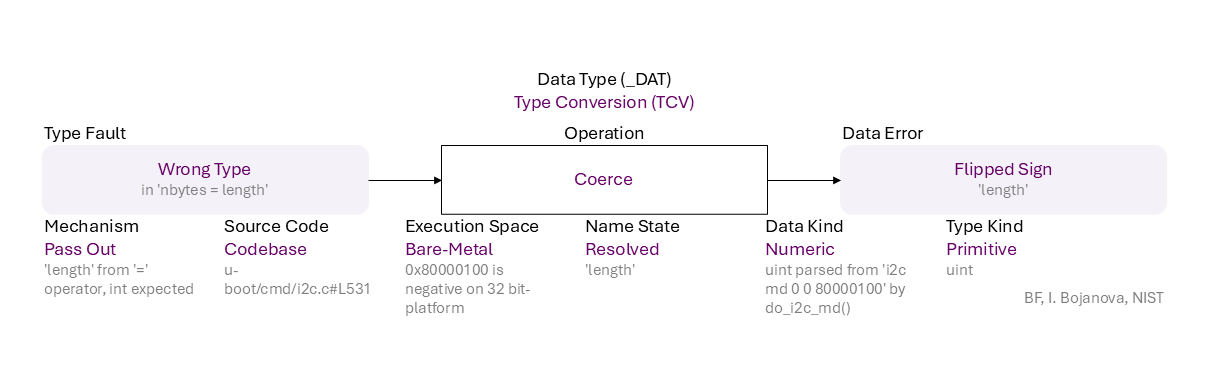 Data Type (_DAT)
Type Conversion (TCV)
Type Fault
Operation
Data Error
Wrong Type
in 'nbytes = length'
Coerce
Flipped Sign
'length'
Mechanism
Pass Out
'length' from '='
operator, int expected
Source Code
Codebase
u-
boot/cmd/i2c.c#L531
Execution Space
Bare-Metal
0x80000100 is
negative on 32 bit-
platform
Name State
Resolved
'length'
Data Kind
Numeric
uint parsed from 'i2c
md 0 0 80000100' by
do_i2c_md()
Type Kind
Primitive
uint
BF, I. Bojanova, NIST